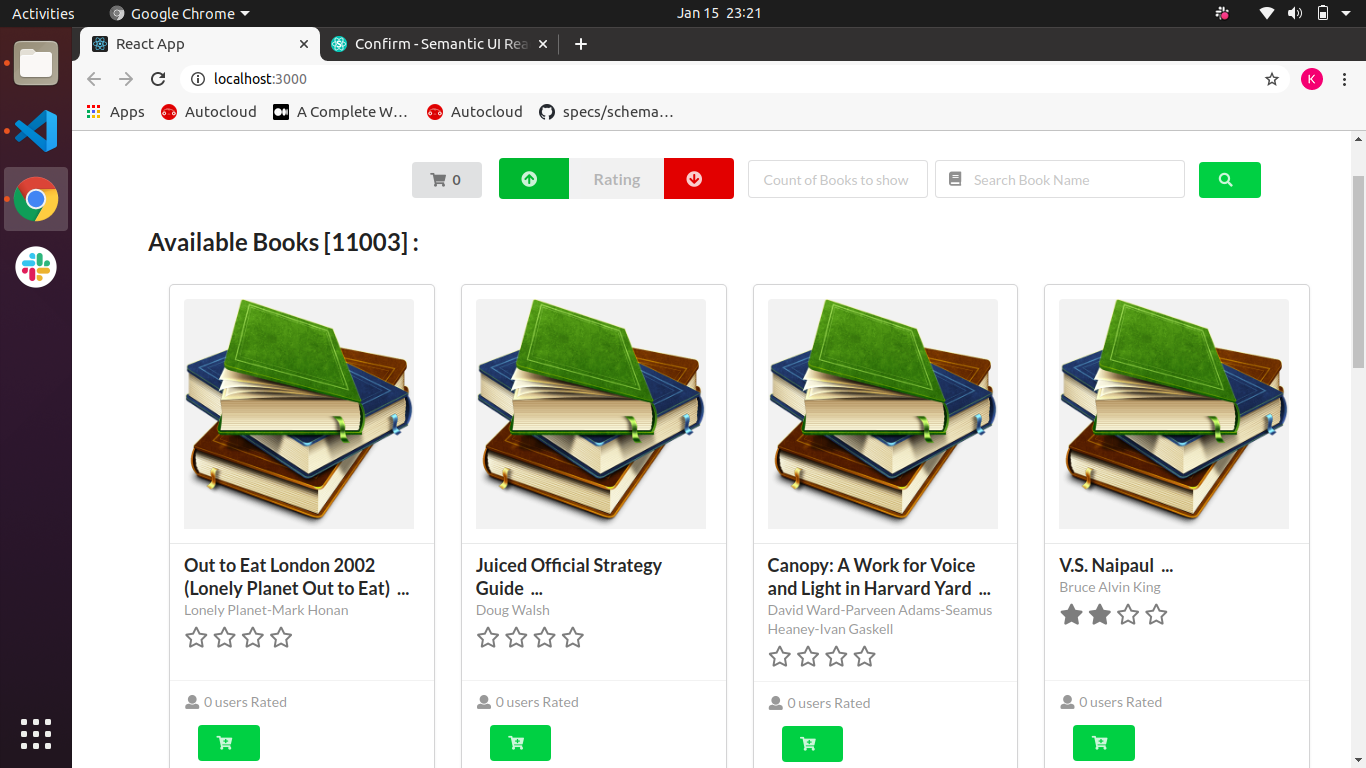 Activities
Google Chrome
Jan 15 23:21
React App
Confirm - Semantic UI Rea
localhost:3000
K
Apps
Autocloud
A Complete W…
Autocloud
specs/schema…
0
Rating
Count of Books to show
Search Book Name
Available Books [11003] :
Out to Eat London 2002
(Lonely Planet Out to Eat) ...
Lonely Planet-Mark Honan
0 users Rated
Juiced Official Strategy
Guide ...
Doug Walsh
0 users Rated
Canopy: A Work for Voice
and Light in Harvard Yard ...
David Ward-Parveen Adams-Seamus
Heaney-Ivan Gaskell
0 users Rated
V.S. Naipaul ...
Bruce Alvin King
0 users Rated